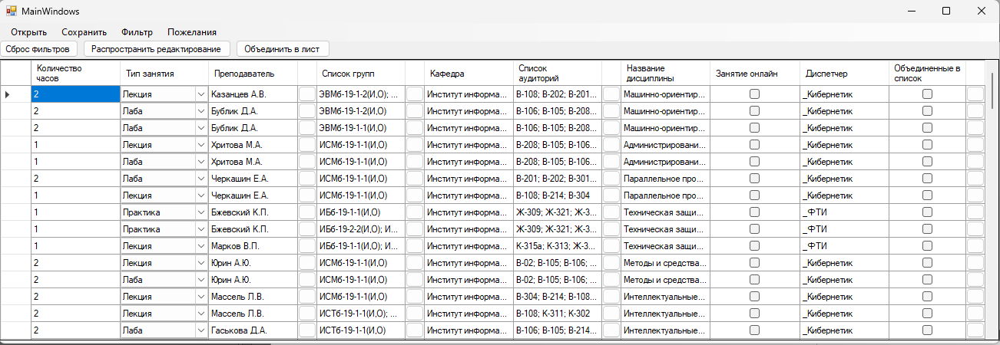 MainWindows
Открыть Сохранить Фильтр Пожелания
Сброс фильтров Распространить редактирование Объединить в лист
Количество часов Тип занятия Преподаватель Список групп Кафедра Список аудиторий Название дисциплины Занятие онлайн Диспетчер Объединенные в список
2 Лекция Казанцев А.В. ЭВМб-19-1-2(И,О); ... Институт информа... В-108; В-202; В-201... Машинно-ориентир... _Кибернетик
2 Лаба Бублик Д.А. ЭВМб-19-1-2(И,О) Институт информа... В-106; В-105; В-208... Машинно-ориентир... _Кибернетик
2 Лаба Бублик Д.А. ЭВМб-19-1-2(И,О) Институт информа... В-106; В-105; В-208... Машинно-ориентир... _Кибернетик
1 Лекция Хритова М.А. ИСМб-19-1-1(И,О) Институт информа... В-208; В-105; В-106... Администрировани... _Кибернетик
1 Лаба Хритова М.А. ИСМб-19-1-1(И,О) Институт информа... В-208; В-105; В-106... Администрировани... _Кибернетик
2 Лаба Черкашин Е.А. ИСМб-19-1-1(И,О) Институт информа... В-201; В-202; В-301... Параллельное про... _Кибернетик
1 Лекция Черкашин Е.А. ИСМб-19-1-1(И,О) Институт информа... В-108; В-214; В-304 Параллельное про... _Кибернетик
1 Практика Бжевский К.П. ИБб-19-1-1(И,О) Институт информа... Ж-309; Ж-321; Ж-3... Техническая защи... _ФТИ
1 Практика Бжевский К.П. ИБб-19-2-2(И,О); И... Институт информа... Ж-309; Ж-321; Ж-3... Техническая защи... _ФТИ
1 Лекция Марков В.П. ИБб-19-1-1(И,О); И... Институт информа... К-315а; К-313; Ж-3... Техническая защи... _ФТИ
2 Лекция Юрин А.Ю. ИСМб-19-1-1(И,О) Институт информа... В-02; В-105; В-106; ... Методы и средства... _Кибернетик
2 Лаба Юрин А.Ю. ИСМб-19-1-1(И,О) Институт информа... В-02; В-105; В-106; ... Методы и средства... _Кибернетик
2 Лекция Массель Л.В. ИСМб-19-1-1(И,О) Институт информа... В-304; В-214; В-108... Интеллектуальные... _Кибернетик
2 Лекция Массель Л.В. ИСТб-19-1-1(И,О); ... Институт информа... В-108; К-311; К-302 Интеллектуальные... _Кибернетик
2 Лаба Гаськова Д.А. ИСТб-19-1-1(И,О) Институт информа... В-106; В-105; В-214... Интеллектуальные... _Кибернетик